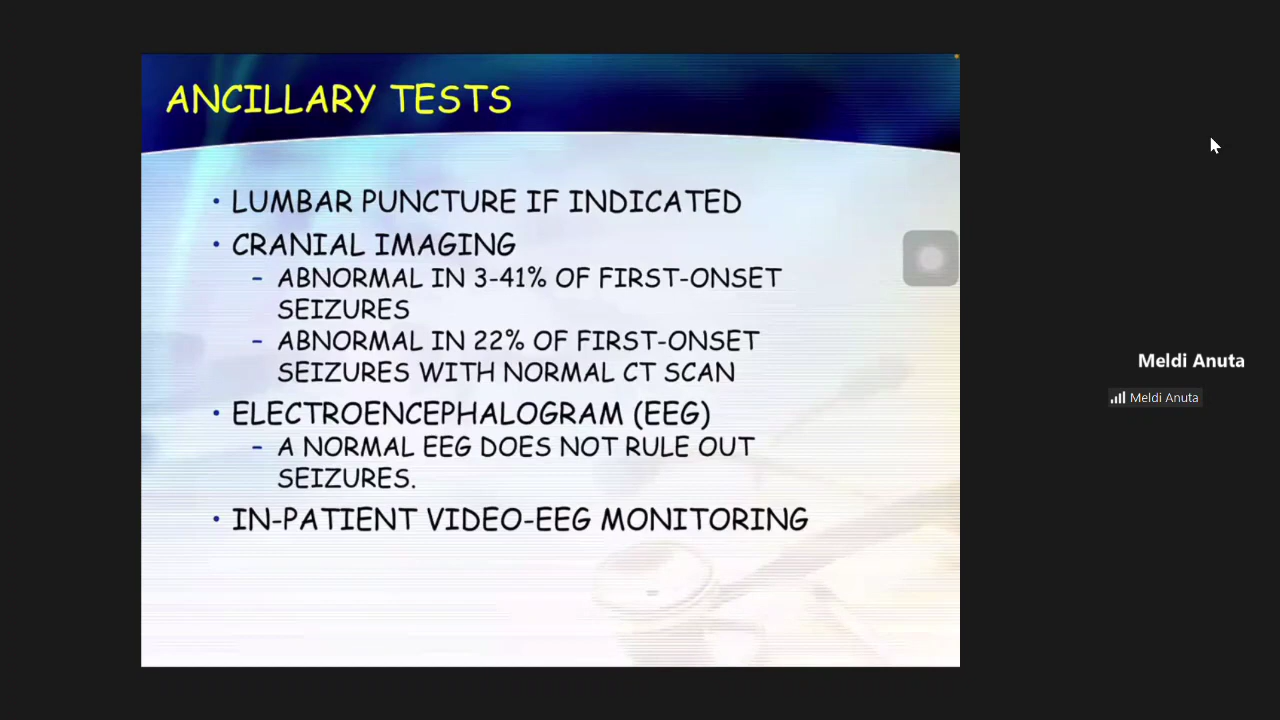 ANCILLARY TESTS
• LUMBAR PUNCTURE IF INDICATED
• CRANIAL IMAGING
– ABNORMAL IN 3-41% OF FIRST-ONSET
SEIZURES
– ABNORMAL IN 22% OF FIRST-ONSET
SEIZURES WITH NORMAL CT SCAN
• ELECTROENCEPHALOGRAM (EEG)
– A NORMAL EEG DOES NOT RULE OUT
SEIZURES.
• IN-PATIENT VIDEO-EEG MONITORING
Meldi Anuta
Meldi Anuta